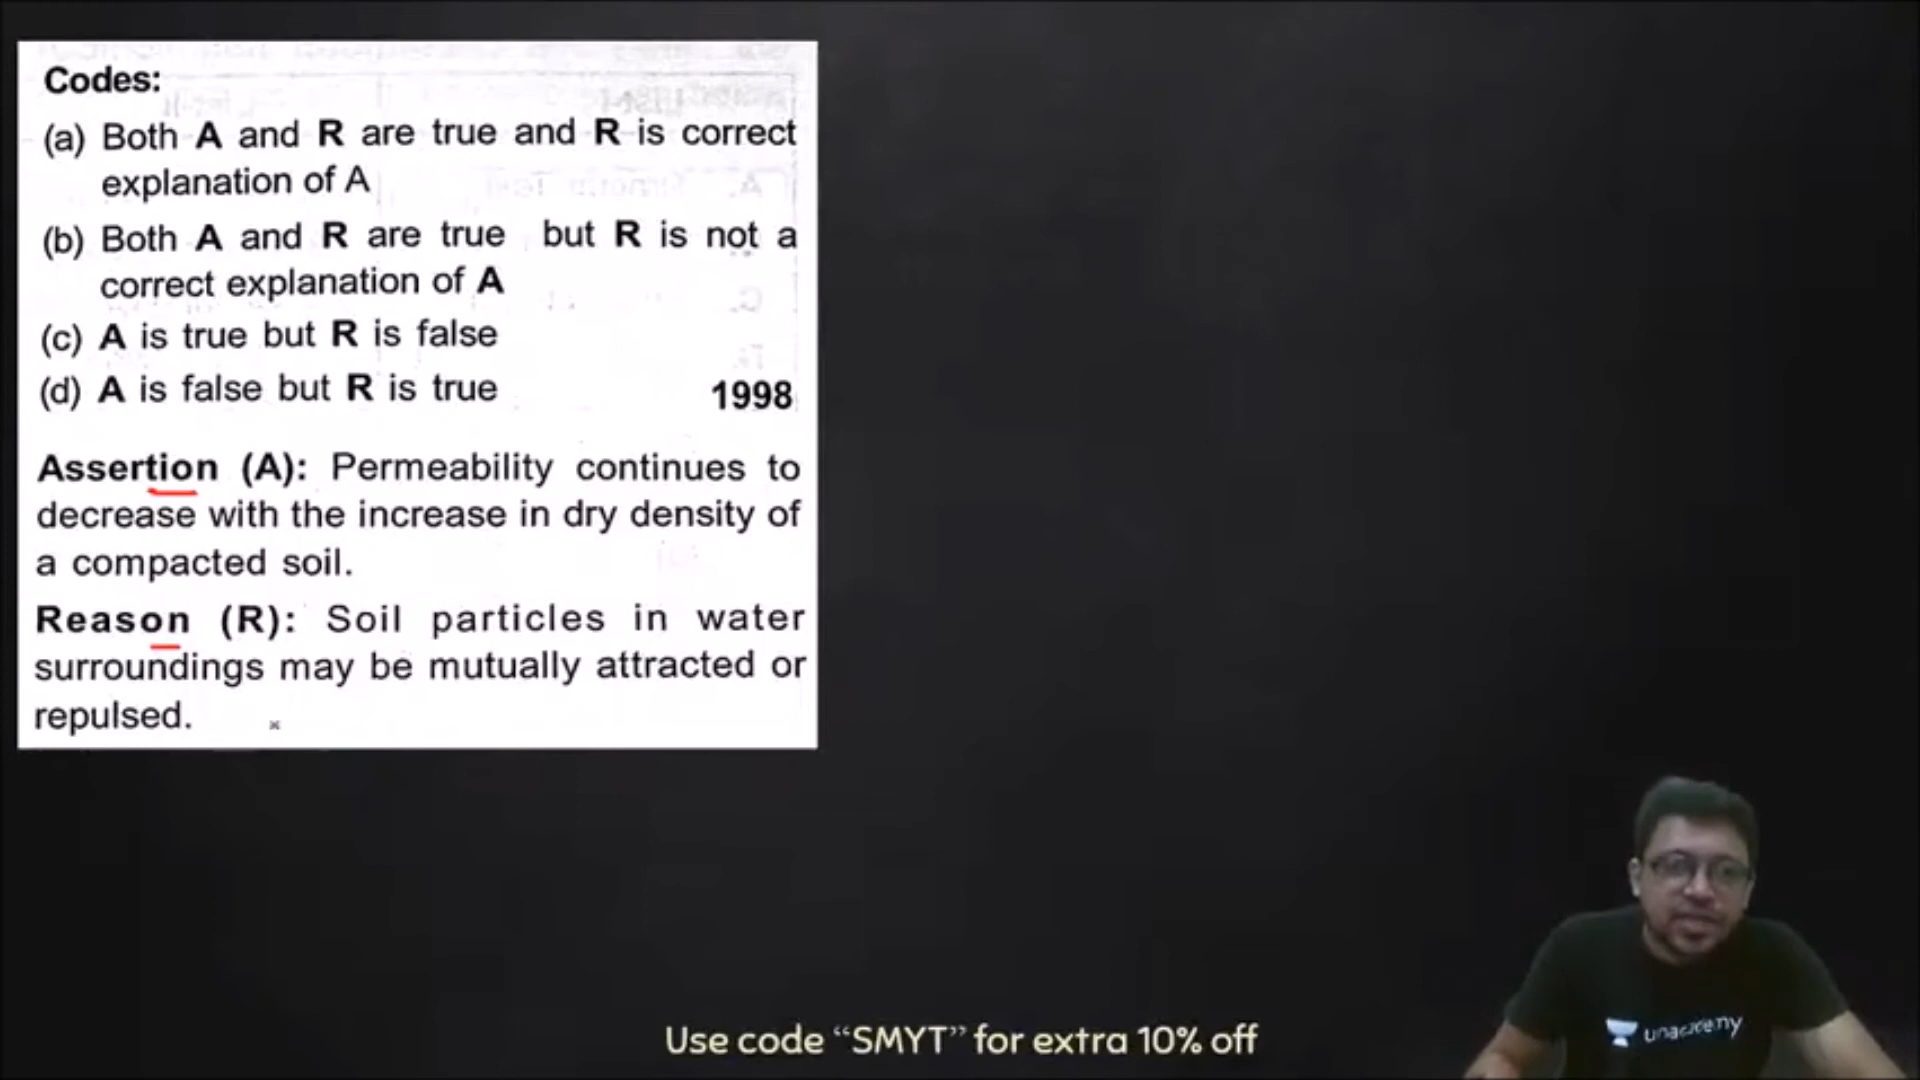 Codes:
(a) Both A and R are true and R is correct
explanation of A
(b) Both A and R are true but R is not a
correct explanation of A
(c) A is true but R is false
(d) A is false but R is true 1998
Assertion (A): Permeability continues to
decrease with the increase in dry density of
a compacted soil.
Reason (R): Soil particles in water
surroundings may be mutually attracted or
repulsed.
unacademy
Use code “SMYT” for extra 10% off